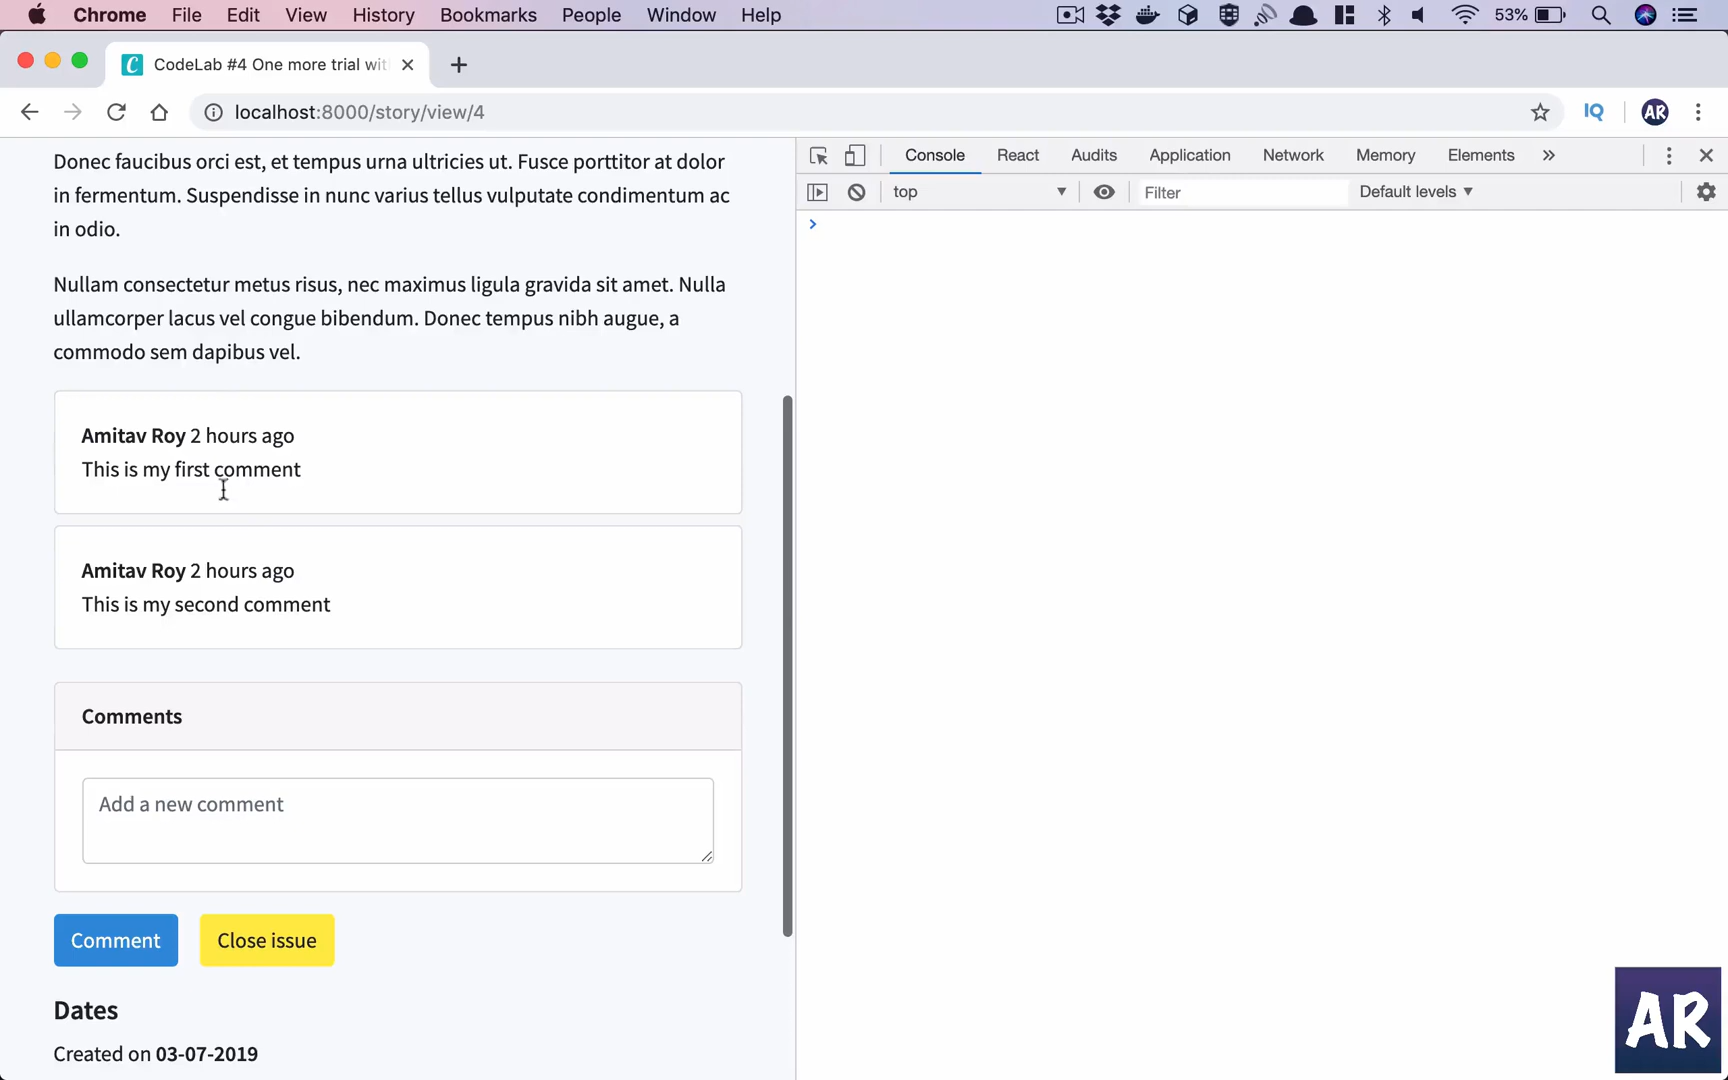 Chrome File Edit View History Bookmarks People Window Help 53%
CodeLab #4 One more trial wit
localhost:8000/story/view/4
IQ AR
Donec faucibus orci est, et tempus urna ultricies ut. Fusce porttitor at dolor
in fermentum. Suspendisse in nunc varius tellus vulputate condimentum ac
in odio.
Nullam consectetur metus risus, nec maximus ligula gravida sit amet. Nulla
ullamcorper lacus vel congue bibendum. Donec tempus nibh augue, a
commodo sem dapibus vel.
Amitav Roy 2 hours ago
This is my first comment
Amitav Roy 2 hours ago
This is my second comment
Comments
Add a new comment
Comment Close issue
Dates
Created on 03-07-2019
Console React Audits Application Network Memory Elements
top Filter Default levels
AR